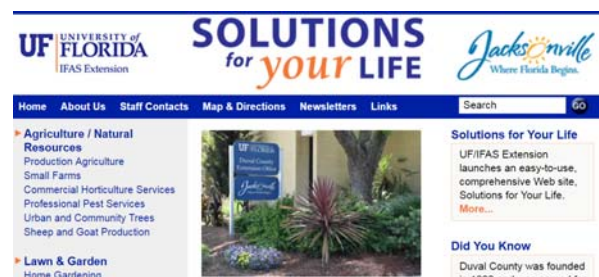 UF UNIVERSITY of FLORIDA
IFAS Extension
SOLUTIONS
for your LIFE
Jacksonville
Where Florida Begins.
Home About Us Staff Contacts Map & Directions Newsletters Links Search GO
Agriculture / Natural
Resources
Production Agriculture
Small Farms
Commercial Horticulture Services
Professional Pest Services
Urban and Community Trees
Sheep and Goat Production
Lawn & Garden
Home Gardening
UF FLORIDA
Duval County
Extension Office
Jacksonville
Solutions for Your Life
UF/IFAS Extension
launches an easy-to-use,
comprehensive Web site,
Solutions for Your Life.
More...
Did You Know
Duval County was founded